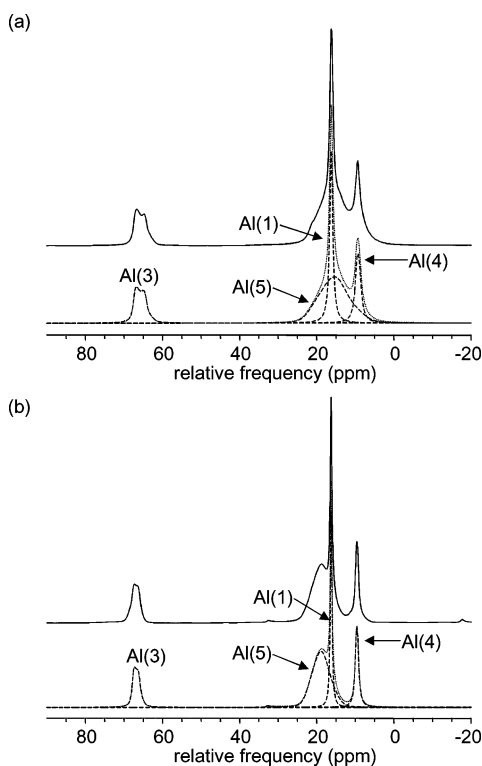 (a)
Al(1)
Al(3)
Al(4)
Al(5)
80 60 40 20 0 -20
relative frequency (ppm)
(b)
Al(1)
Al(3)
Al(5)
Al(4)
80 60 40 20 0 -20
relative frequency (ppm)